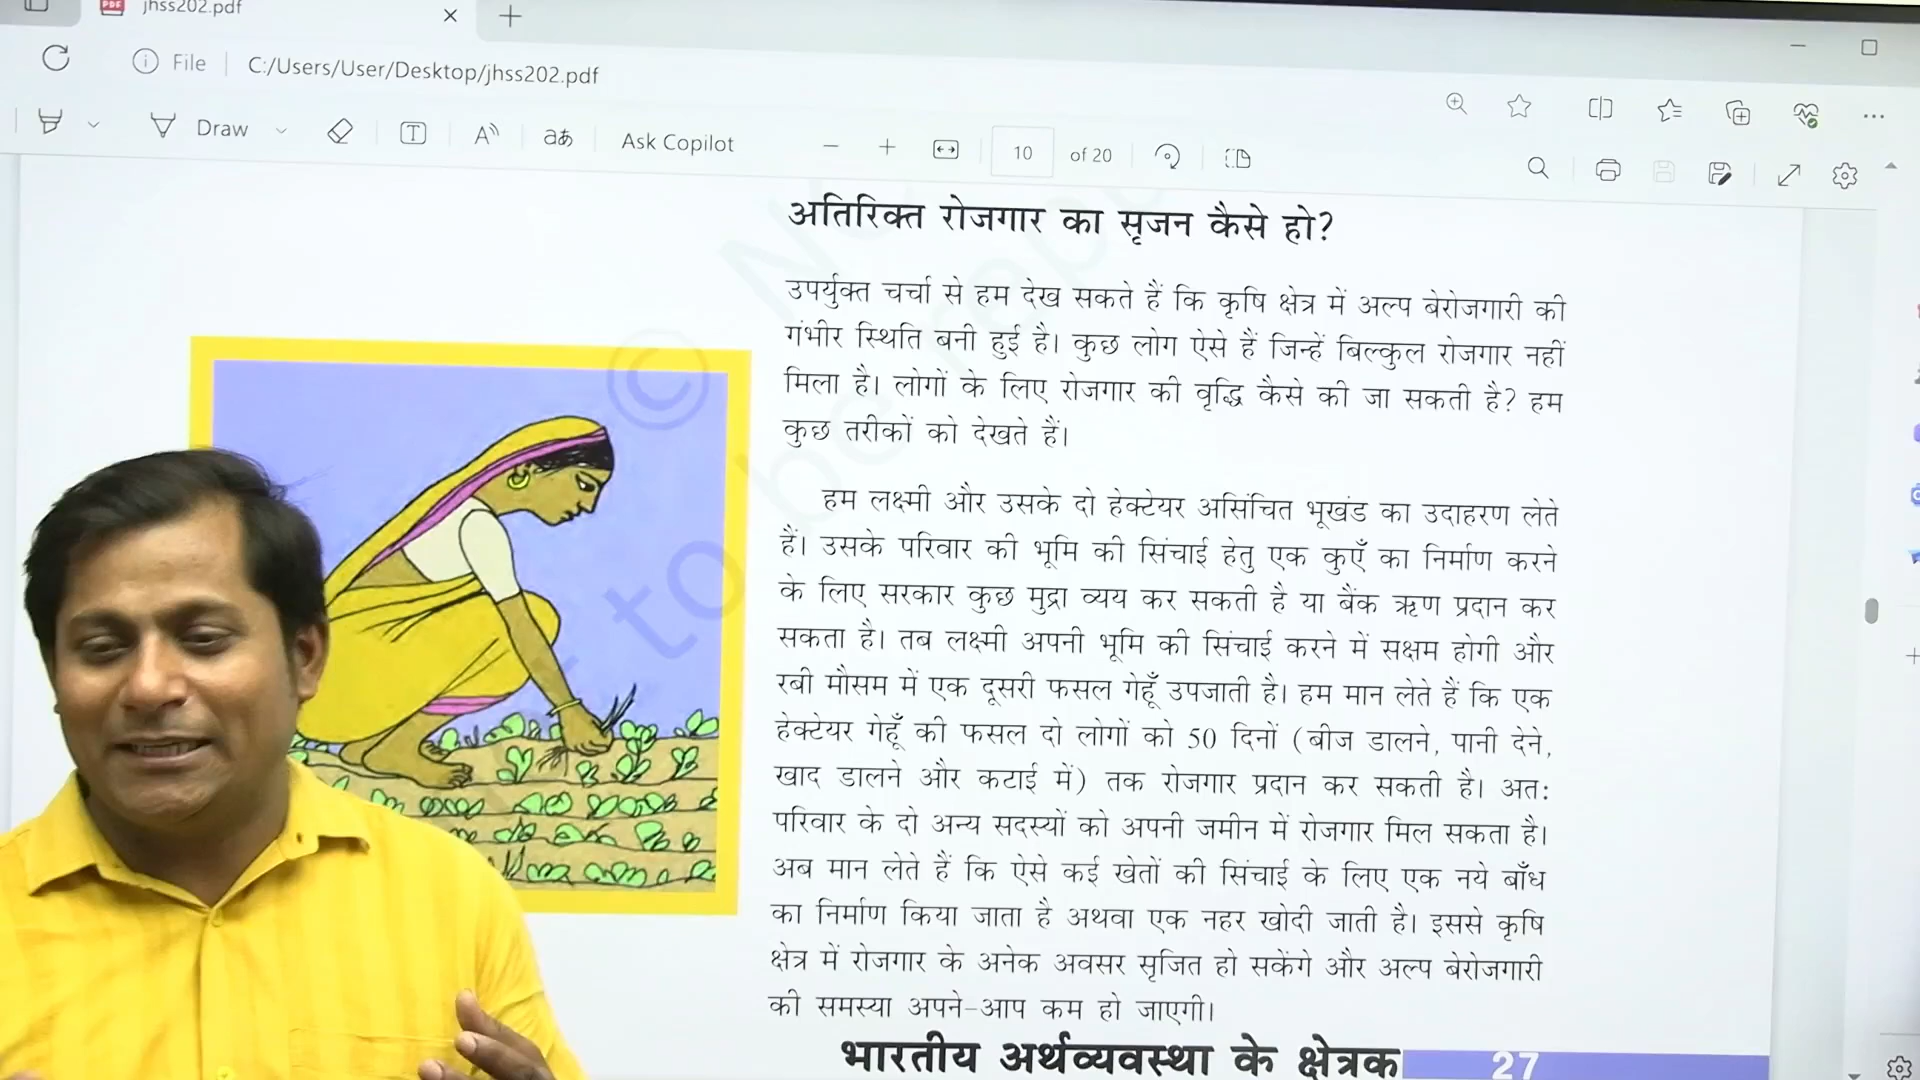 jhss202.pdf
File
C:/Users/User/Desktop/jhss202.pdf
Draw
Ask Copilot
10 of 20
अतिरिक्त रोजगार का सृजन कैसे हो?
उपर्युक्त चर्चा से हम देख सकते हैं कि कृषि क्षेत्र में अल्प बेरोजगारी की
गंभीर स्थिति बनी हुई है। कुछ लोग ऐसे हैं जिन्हें बिल्कुल रोजगार नहीं
मिला है। लोगों के लिए रोजगार की वृद्धि कैसे की जा सकती है? हम
कुछ तरीकों को देखते हैं।
हम लक्ष्मी और उसके दो हेक्टेयर असिंचित भूखंड का उदाहरण लेते
हैं। उसके परिवार की भूमि की सिंचाई हेतु एक कुएँ का निर्माण करने
के लिए सरकार कुछ मुद्रा व्यय कर सकती है या बैंक ऋण प्रदान कर
सकता है। तब लक्ष्मी अपनी भूमि की सिंचाई करने में सक्षम होगी और
रबी मौसम में एक दूसरी फसल गेहूँ उपजाती है। हम मान लेते हैं कि एक
हेक्टेयर गेहूँ की फसल दो लोगों को 50 दिनों (बीज डालने, पानी देने,
खाद डालने और कटाई में) तक रोजगार प्रदान कर सकती है। अतः
परिवार के दो अन्य सदस्यों को अपनी जमीन में रोजगार मिल सकता है।
अब मान लेते हैं कि ऐसे कई खेतों की सिंचाई के लिए एक नये बाँध
का निर्माण किया जाता है अथवा एक नहर खोदी जाती है। इससे कृषि
क्षेत्र में रोजगार के अनेक अवसर सृजित हो सकेंगे और अल्प बेरोजगारी
की समस्या अपने-आप कम हो जाएगी।
भारतीय अर्थव्यवस्था के क्षेत्रक 27